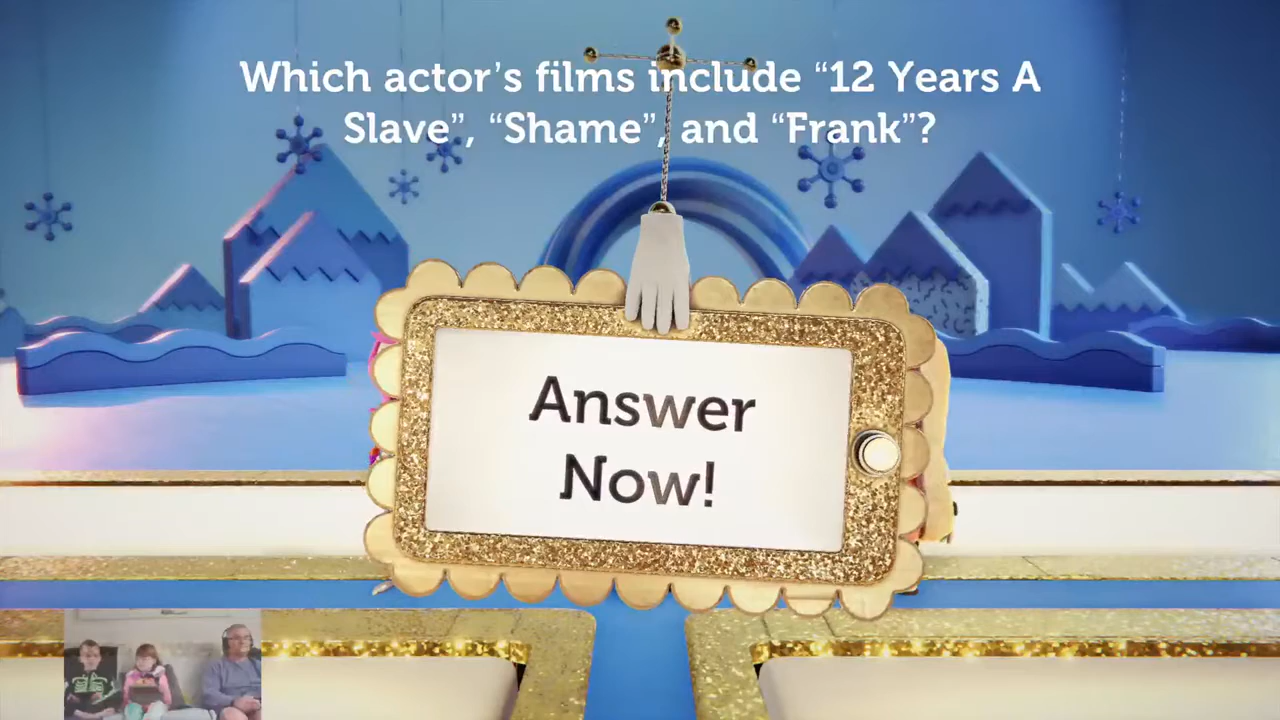 Which actor’s films include “12 Years A
Slave”, “Shame”, and “Frank”?
Answer
Now!